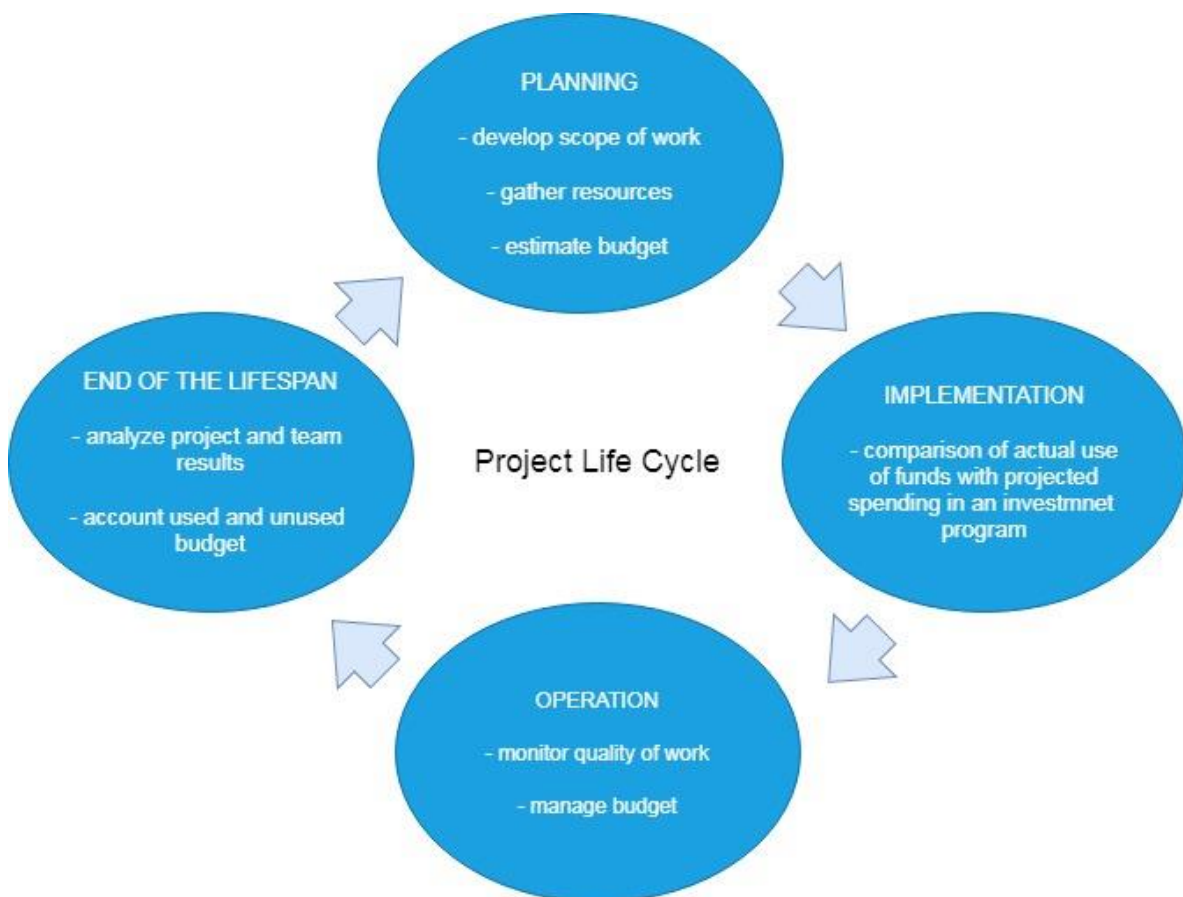 PLANNING
- develop scope of work
- gather resources
- estimate budget
END OF THE LIFESPAN
- analyze project and team
results
- account used and unused
budget
Project Life Cycle
IMPLEMENTATION
- comparison of actual use
of funds with projected
spending in an investmnet
program
OPERATION
- monitor quality of work
- manage budget